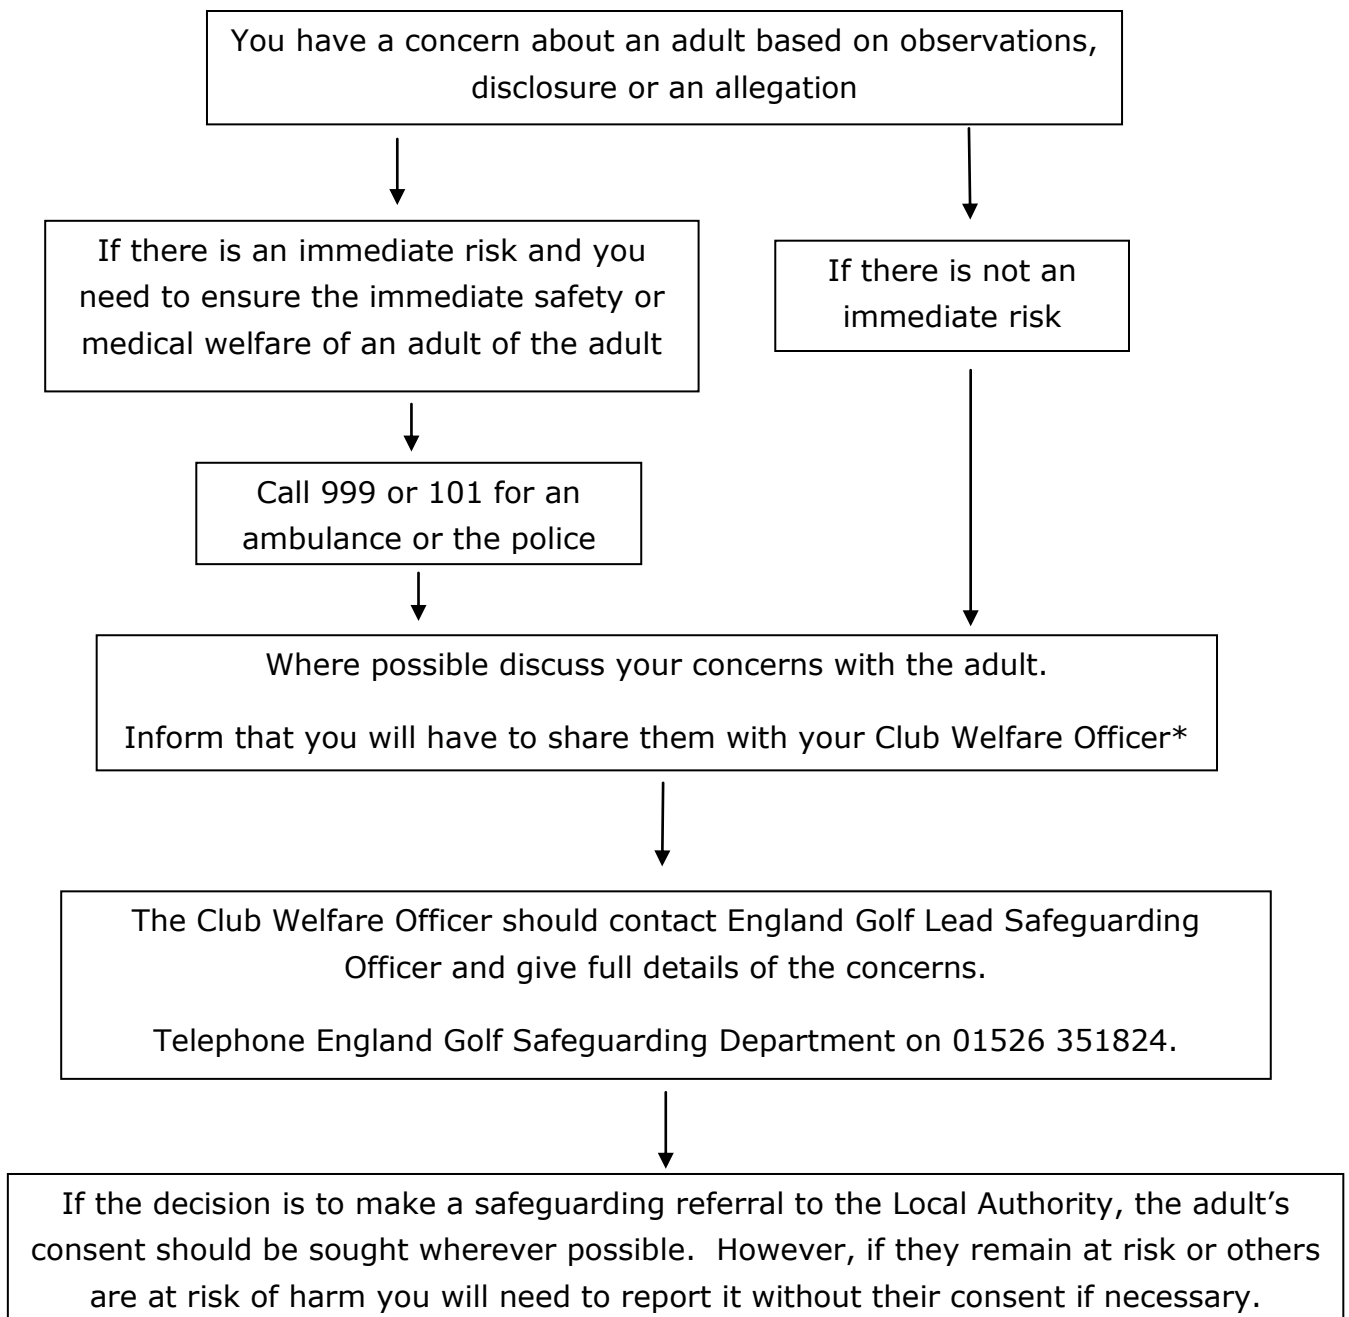 You have a concern about an adult based on observations,
disclosure or an allegation
If there is an immediate risk and you
need to ensure the immediate safety or
medical welfare of an adult of the adult
If there is not an
immediate risk
Call 999 or 101 for an
ambulance or the police
Where possible discuss your concerns with the adult.
Inform that you will have to share them with your Club Welfare Officer*
The Club Welfare Officer should contact England Golf Lead Safeguarding
Officer and give full details of the concerns.
Telephone England Golf Safeguarding Department on 01526 351824.
If the decision is to make a safeguarding referral to the Local Authority, the adult’s
consent should be sought wherever possible.  However, if they remain at risk or others
are at risk of harm you will need to report it without their consent if necessary.